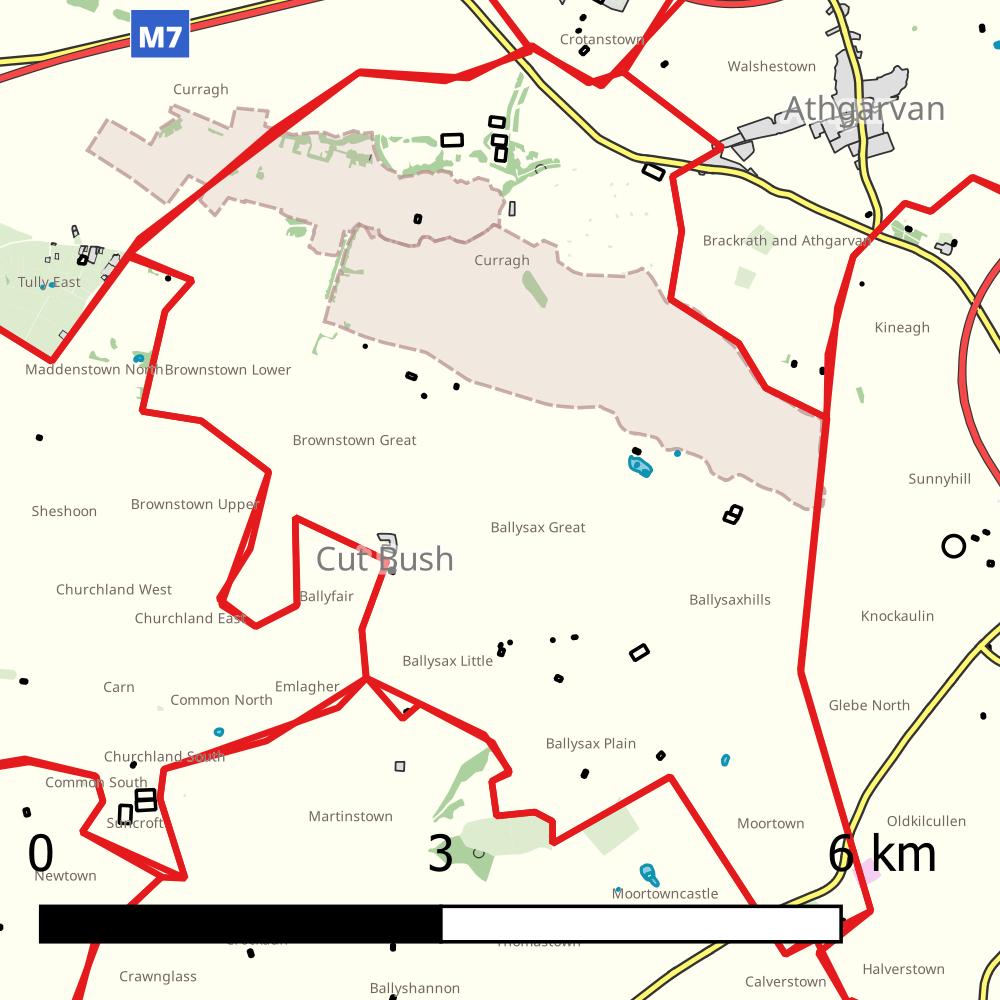 M7
Crotanstown
Walshestown
Curragh
Athgarvan
Brackrath and Athgarvan
Curragh
Tully East
Kineagh
Maddenstown North
Brownstown Lower
Brownstown Great
Sunnyhill
Brownstown Upper
Sheshoon
Ballysax Great
Cut Bush
Churchland West
Ballyfair
Ballysaxhills
Churchland East
Knockaulin
Ballysax Little
Carn
Emlagher
Common North
Glebe North
Ballysax Plain
Churchland South
Common South
Martinstown
Suncroft
Moortown
Oldkilcullen
0 3 6 km
Newtown
Moortowncastle
Thomastown
Halverstown
Crawnglass
Calverstown
Ballyshannon